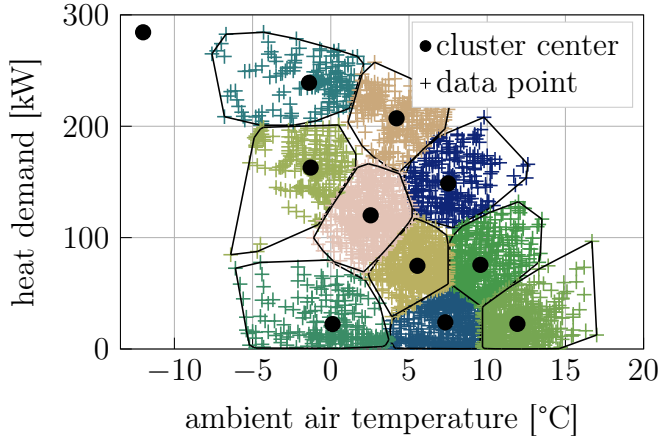 300
200
100
0
heat demand [kW]
cluster center
data point
−10 −5 0 5 10 15 20
ambient air temperature [°C]